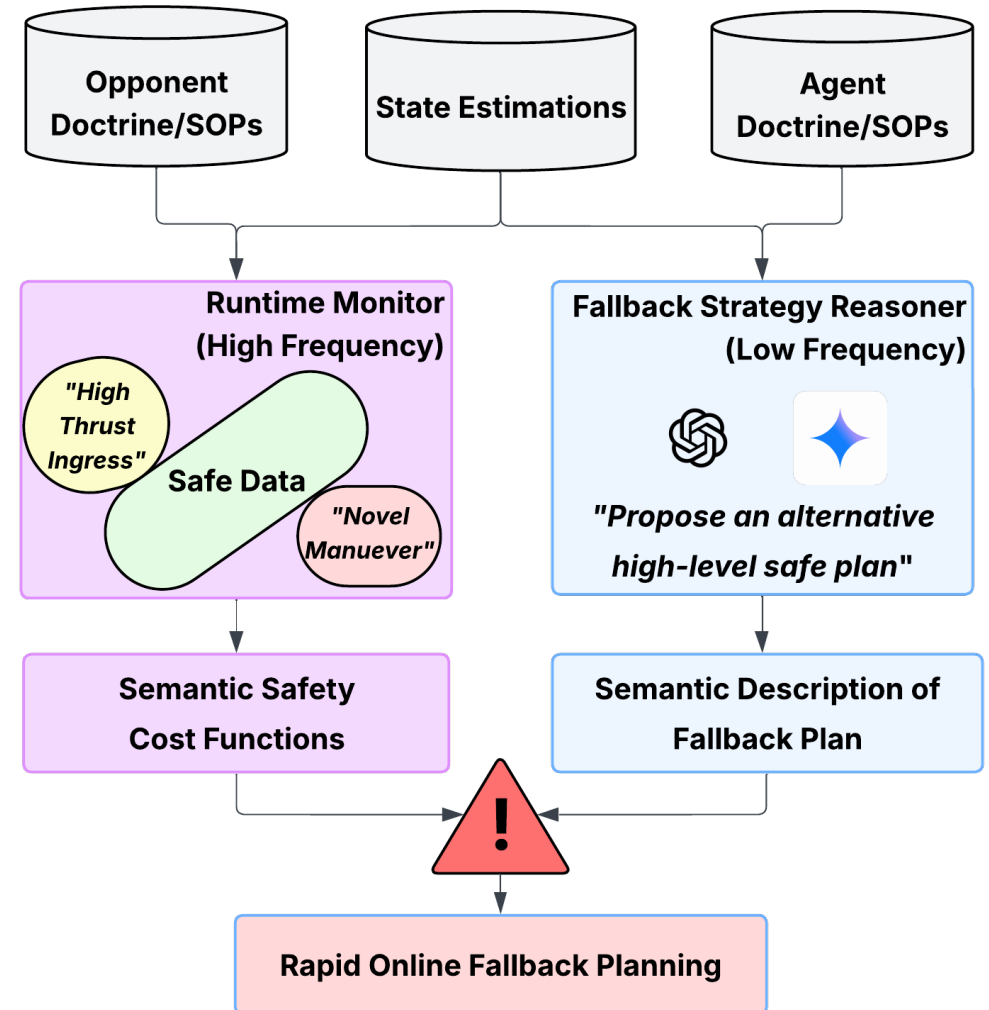 Opponent
Doctrine/SOPs
State Estimations
Agent
Doctrine/SOPs
Runtime Monitor
(High Frequency)
"High
Thrust
Ingress"
Safe Data
"Novel
Manuever"
Fallback Strategy Reasoner
(Low Frequency)
"Propose an alternative
high-level safe plan"
Semantic Safety
Cost Functions
Semantic Description of
Fallback Plan
!
Rapid Online Fallback Planning